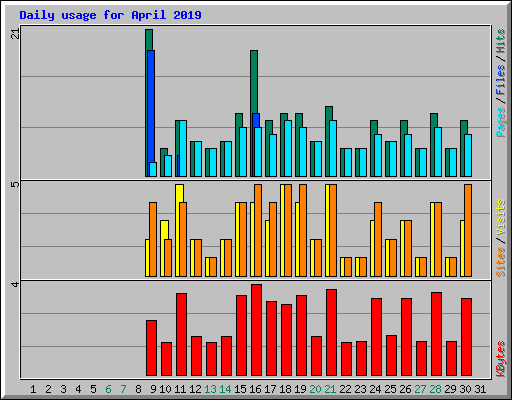 Daily usage for April 2019
21
Pages / Files / Hits
5
Sites / Visits
4
KBytes
1 2 3 4 5 6 7 8 9 10 11 12 13 14 15 16 17 18 19 20 21 22 23 24 25 26 27 28 29 30 31